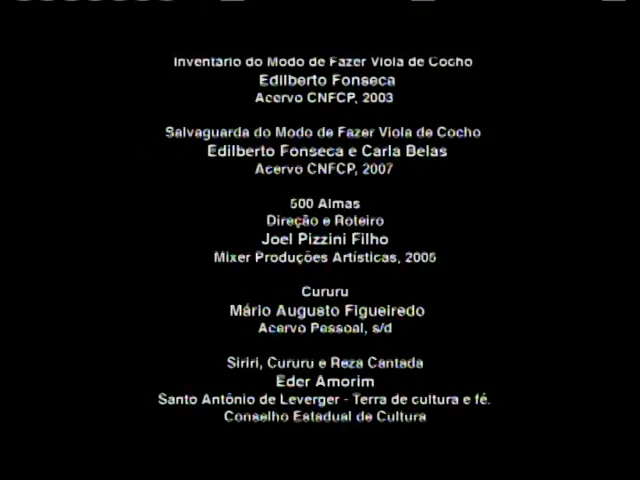 Inventário do Modo de Fazer Viola de Cocho
Edilberto Fonseca
Acervo CNFCP, 2003
Salvaguarda do Modo de Fazer Viola de Cocho
Edilberto Fonseca e Carla Belas
Acervo CNFCP, 2007
500 Almas
Direção e Roteiro
Joel Pizzini Filho
Mixer Produções Artísticas, 2005
Cururu
Mário Augusto Figueiredo
Acervo Pessoal, s/d
Siriri, Cururu e Reza Cantada
Eder Amorim
Santo Antônio de Leverger - Terra de cultura e fé.
Conselho Estadual de Cultura